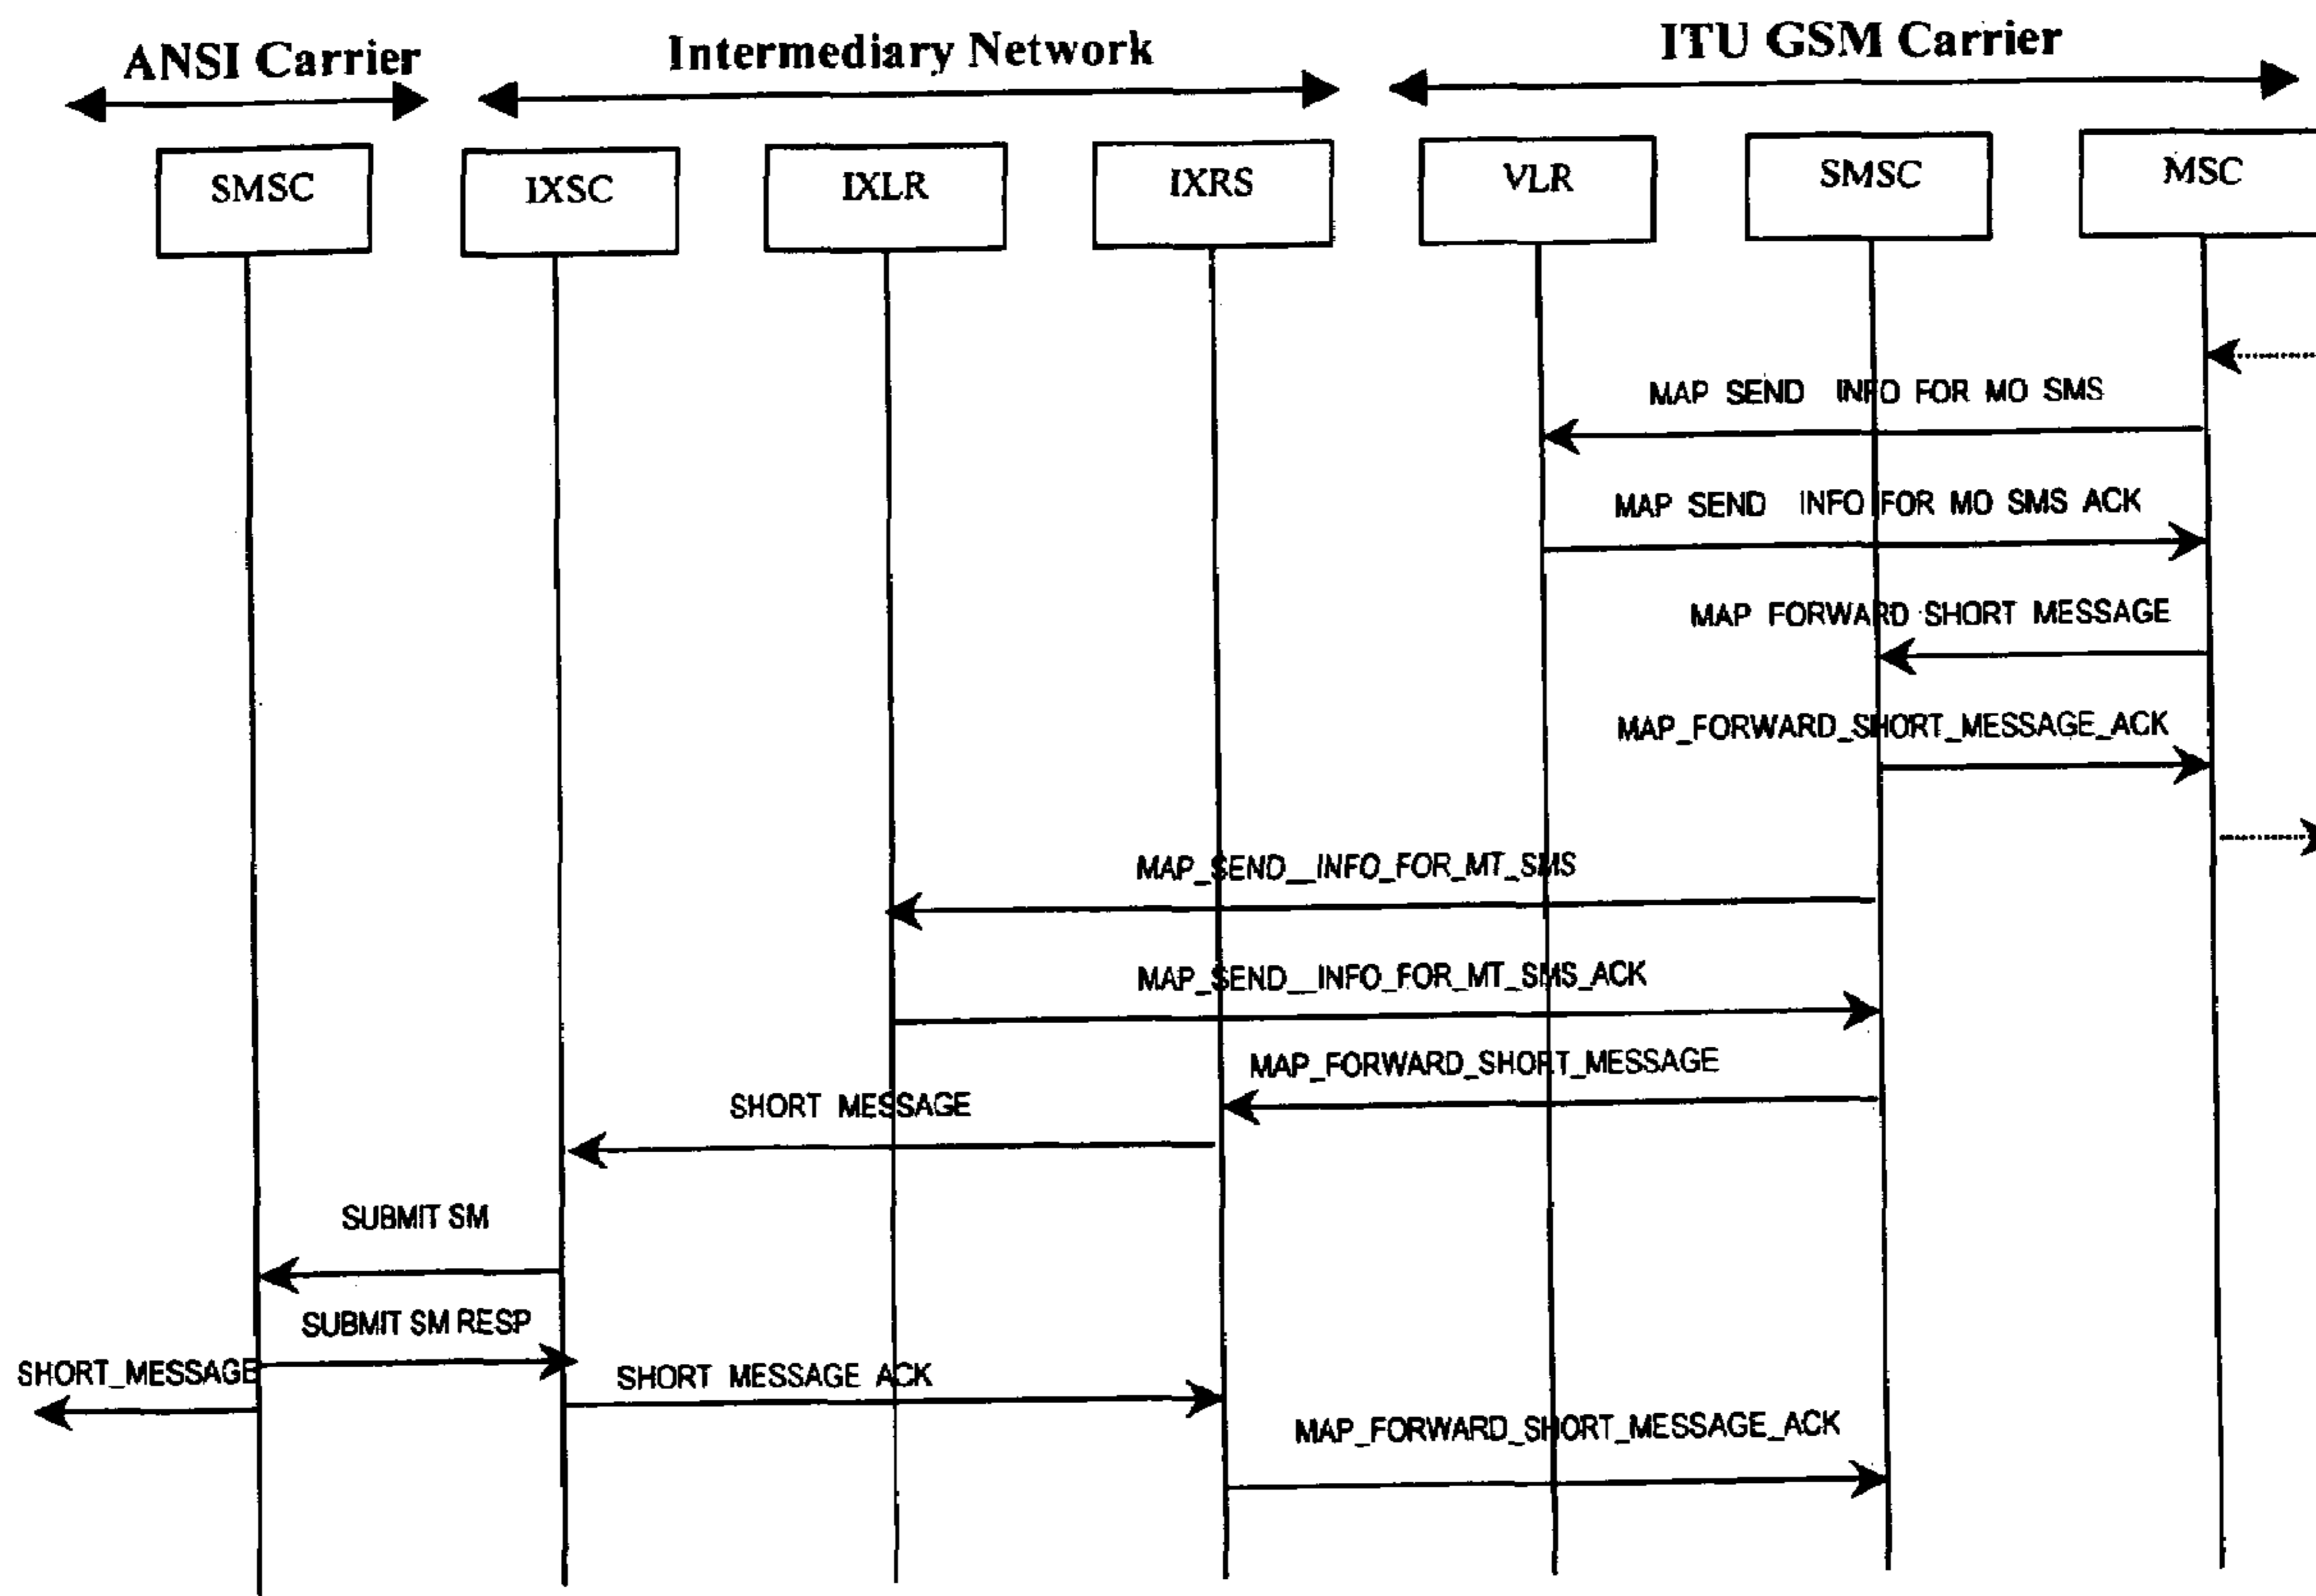 ANSI Carrier
Intermediary Network
ITU GSM Carrier
SMSC
IXSC
IXLR
IXRS
VLR
SMSC
MSC
MAP SEND INFO FOR MO SMS
MAP SEND INFO FOR MO SMS ACK
MAP FORWARD SHORT MESSAGE
MAP_FORWARD_SHORT_MESSAGE_ACK
MAP_SEND__INFO_FOR_MT_SMS
MAP_SEND__INFO_FOR_MT_SMS_ACK
MAP_FORWARD_SHORT_MESSAGE
SHORT MESSAGE
SUBMIT SM
SUBMIT SM RESP
SHORT_MESSAGE
SHORT MESSAGE ACK
MAP_FORWARD_SHORT_MESSAGE_ACK